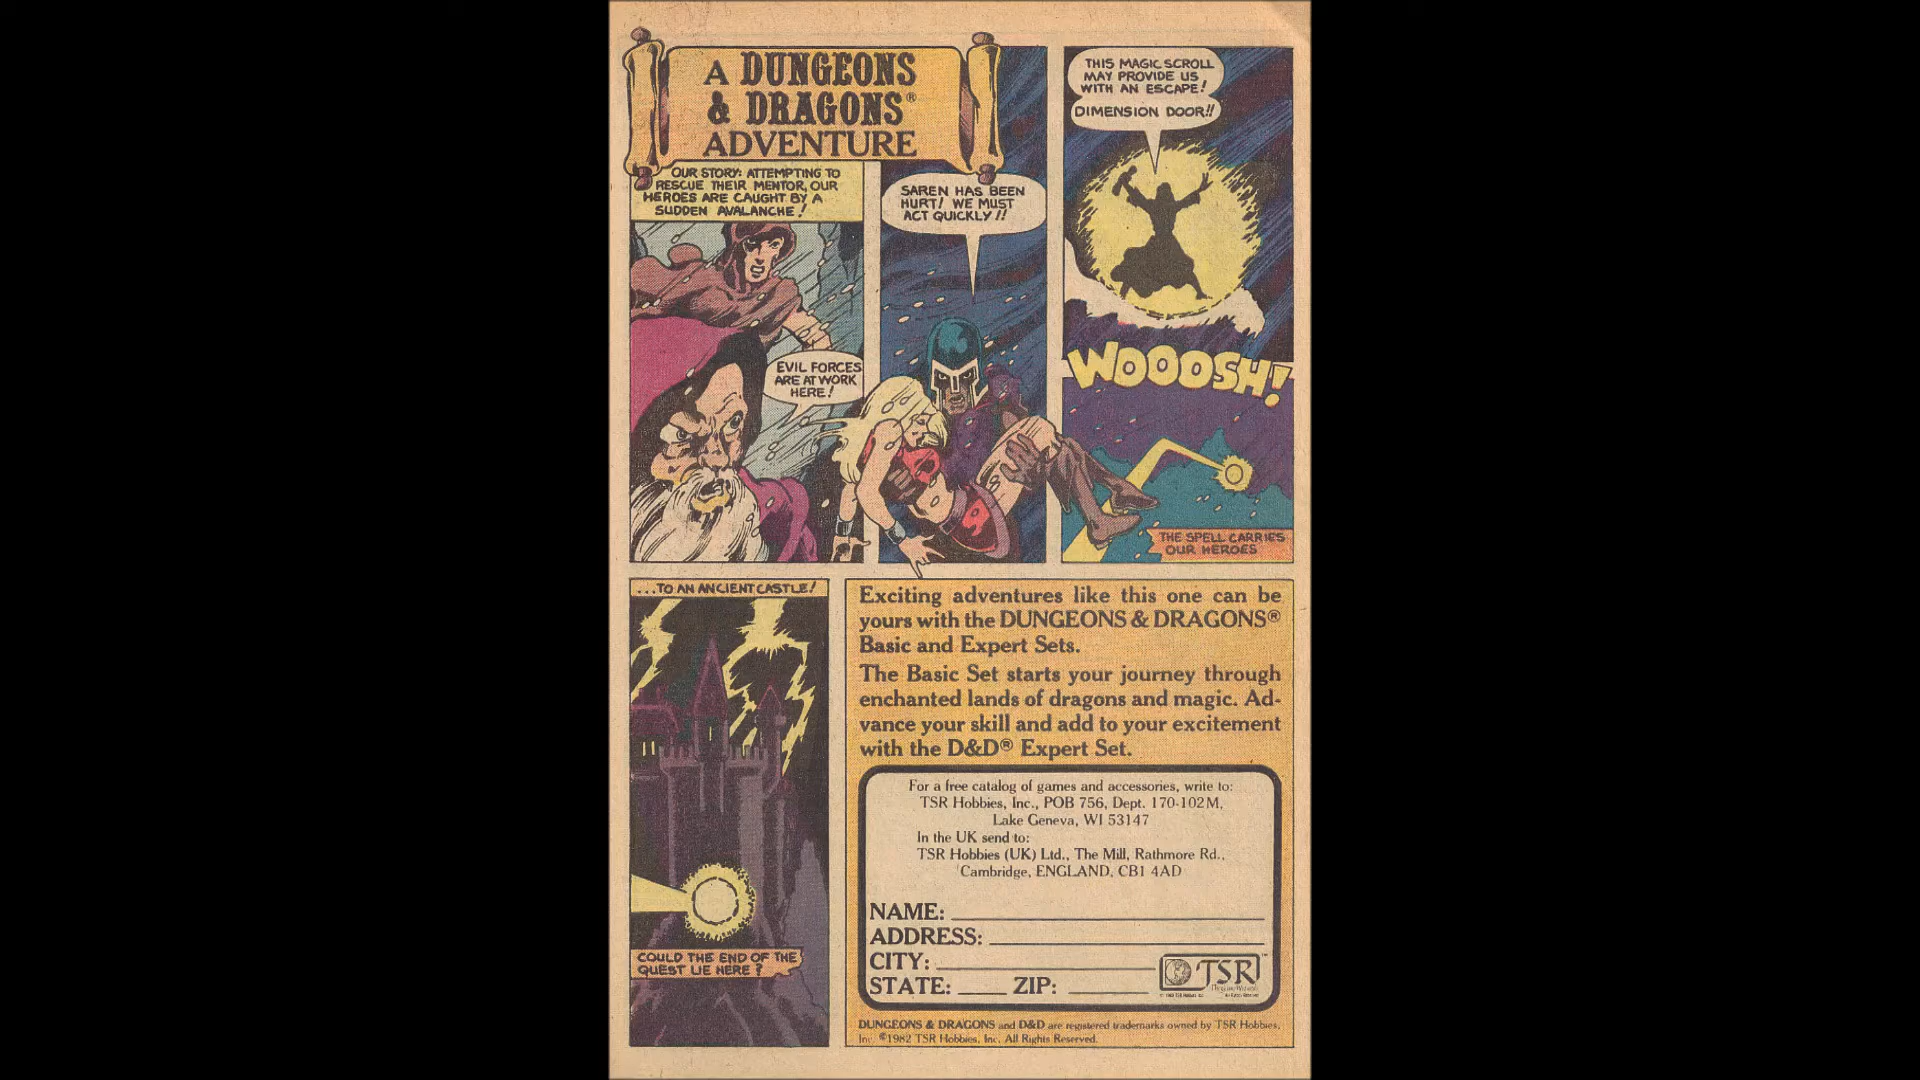 A DUNGEONS
& DRAGONS®
ADVENTURE
OUR STORY: ATTEMPTING TO
RESCUE THEIR MENTOR, OUR
HEROES ARE CAUGHT BY A
SUDDEN AVALANCHE!
EVIL FORCES
ARE AT WORK
HERE!
SAREN HAS BEEN
HURT! WE MUST
ACT QUICKLY!!
THIS MAGIC SCROLL
MAY PROVIDE US
WITH AN ESCAPE!
DIMENSION DOOR!!
WOOOSH!
THE SPELL CARRIES
OUR HEROES
...TO AN ANCIENT CASTLE!
COULD THE END OF THE
QUEST LIE HERE?
Exciting adventures like this one can be
yours with the DUNGEONS & DRAGONS®
Basic and Expert Sets.
The Basic Set starts your journey through
enchanted lands of dragons and magic. Ad-
vance your skill and add to your excitement
with the D&D® Expert Set.
For a free catalog of games and accessories, write to:
TSR Hobbies, Inc., POB 756, Dept. 170-102M,
Lake Geneva, WI 53147
In the UK send to:
TSR Hobbies (UK) Ltd., The Mill, Rathmore Rd.,
Cambridge, ENGLAND, CB1 4AD
NAME:
ADDRESS:
CITY:
STATE: ZIP:
TSR
DUNGEONS & DRAGONS and D&D are registered trademarks owned by TSR Hobbies,
Inc. ©1982 TSR Hobbies, Inc. All Rights Reserved.